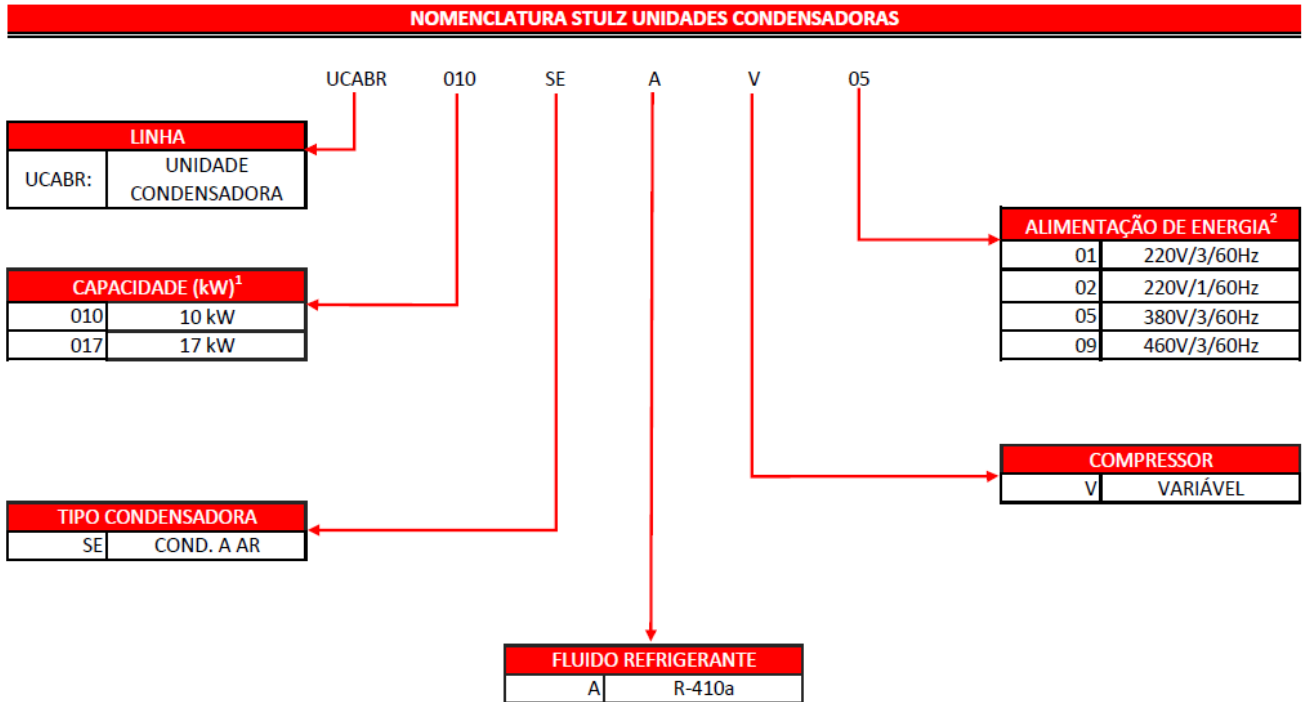 NOMENCLATURA STULZ UNIDADES CONDENSADORAS
UCABR 010 SE A V 05
LINHA
UCABR: UNIDADE
CONDENSADORA
ALIMENTAÇÃO DE ENERGIA²
01 220V/3/60Hz
02 220V/1/60Hz
05 380V/3/60Hz
09 460V/3/60Hz
CAPACIDADE (kW)¹
010 10 kW
017 17 kW
COMPRESSOR
V VARIÁVEL
TIPO CONDENSADORA
SE COND. A AR
FLUIDO REFRIGERANTE
A R-410a